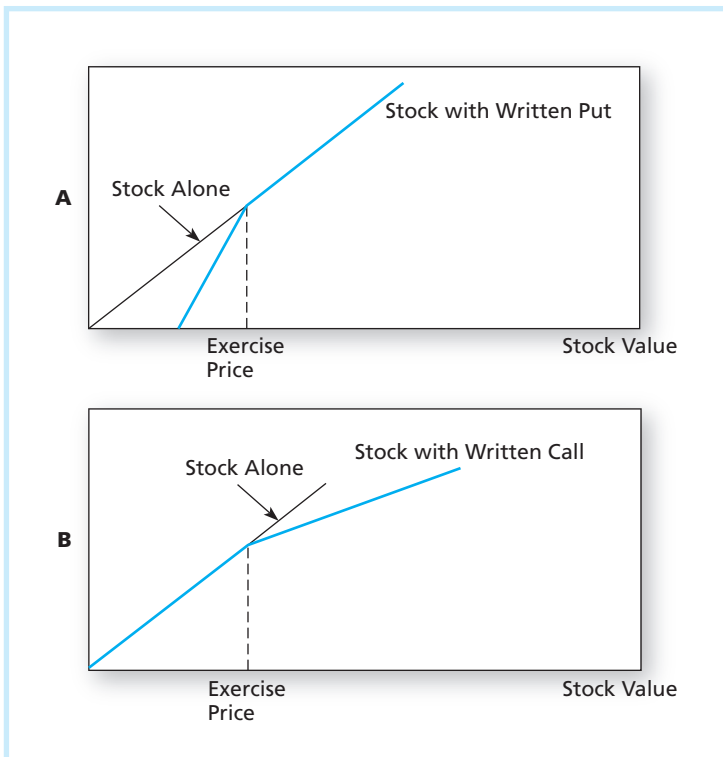 Stock with Written Put
Stock Alone
A
Exercise
Price
Stock Value
Stock with Written Call
Stock Alone
B
Exercise
Price
Stock Value